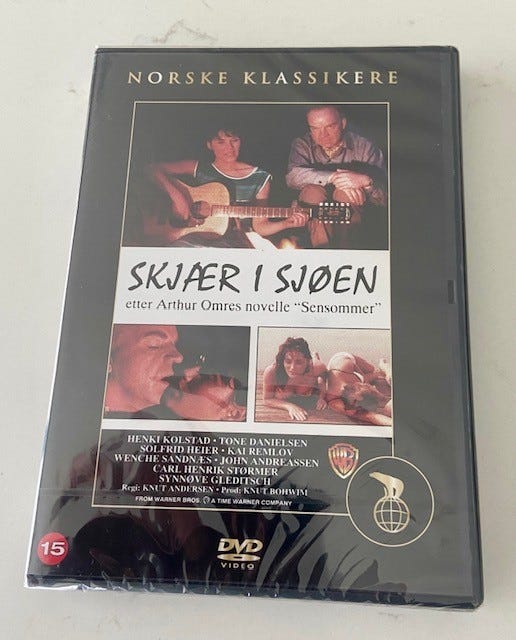 NORSKE KLASSIKERE
SKJÆR I SJØEN
etter Arthur Omres novelle "Sensommer"
HENKI KOLSTAD • TONE DANIELSEN
SOLFRID HEIER • KAI REMLOV
WENCHE SANDNÆS • JOHN ANDREASSEN
CARL HENRIK STØRMER
SYNNØVE GLEDITSCH
Regi: KNUT ANDERSEN • Prod: KNUT BOHWIM
FROM WARNER BROS. A TIME WARNER COMPANY
WB
15
DVD
VIDEO